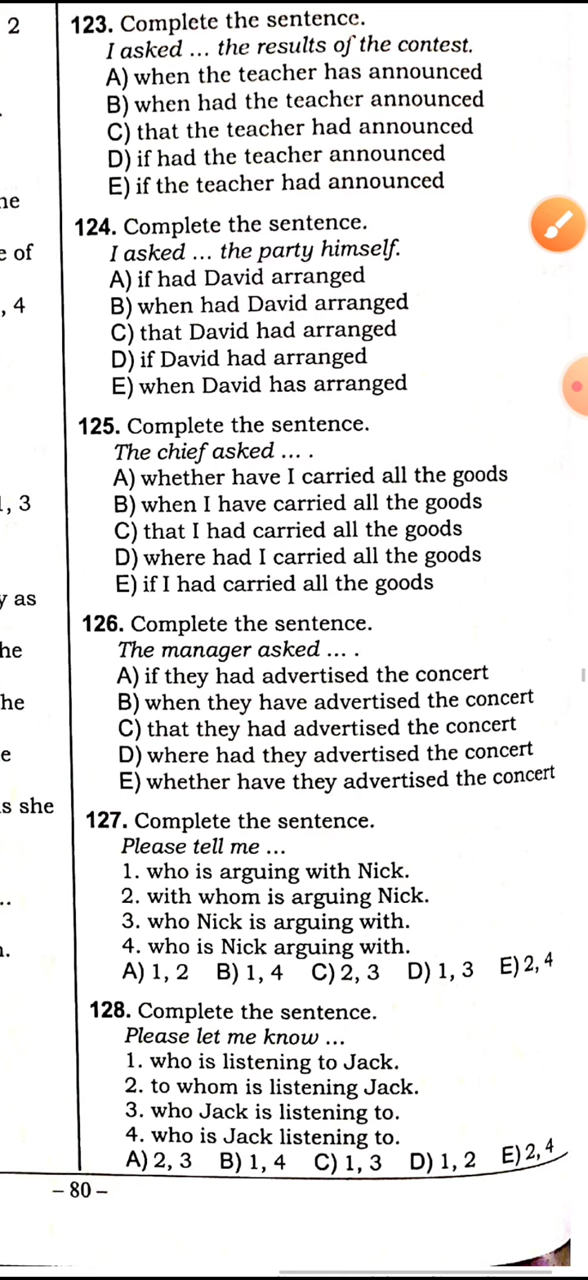 2
ne
e of
, 4
1, 3
y as
he
he
e
s she
..
123. Complete the sentence.
I asked ... the results of the contest.
A) when the teacher has announced
B) when had the teacher announced
C) that the teacher had announced
D) if had the teacher announced
E) if the teacher had announced
124. Complete the sentence.
I asked ... the party himself.
A) if had David arranged
B) when had David arranged
C) that David had arranged
D) if David had arranged
E) when David has arranged
125. Complete the sentence.
The chief asked ... .
A) whether have I carried all the goods
B) when I have carried all the goods
C) that I had carried all the goods
D) where had I carried all the goods
E) if I had carried all the goods
126. Complete the sentence.
The manager asked ... .
A) if they had advertised the concert
B) when they have advertised the concert
C) that they had advertised the concert
D) where had they advertised the concert
E) whether have they advertised the concert
127. Complete the sentence.
Please tell me ...
1. who is arguing with Nick.
2. with whom is arguing Nick.
3. who Nick is arguing with.
4. who is Nick arguing with.
A) 1, 2 B) 1, 4 C) 2, 3 D) 1, 3 E) 2, 4
128. Complete the sentence.
Please let me know ...
1. who is listening to Jack.
2. to whom is listening Jack.
3. who Jack is listening to.
4. who is Jack listening to.
A) 2, 3 B) 1, 4 C) 1, 3 D) 1, 2 E) 2, 4
– 80 –